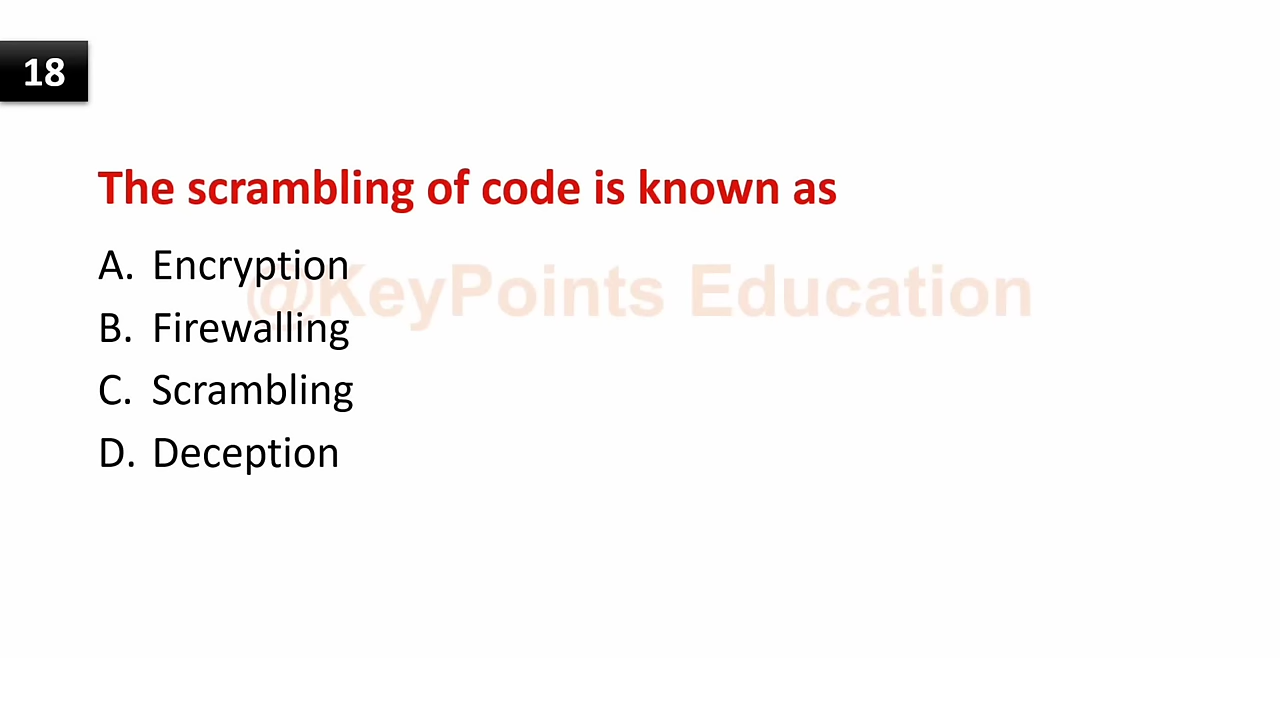 18
The scrambling of code is known as
A. Encryption
@KeyPoints Education
B. Firewalling
C. Scrambling
D. Deception